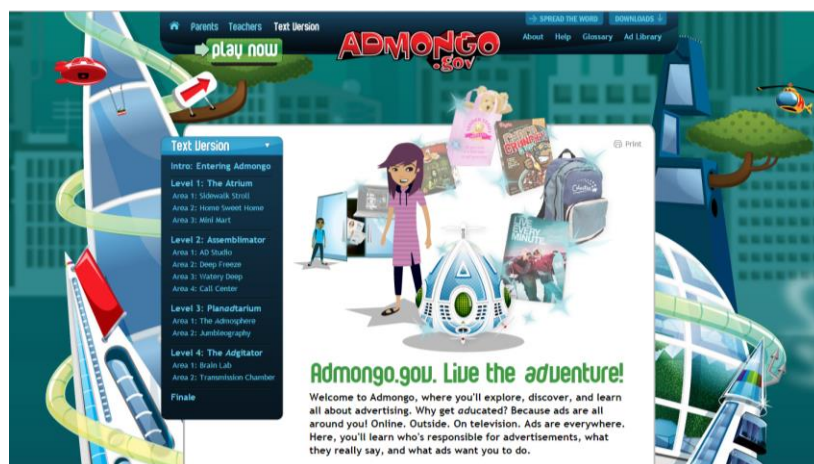 Parents Teachers Text Version
→ SPREAD THE WORD DOWNLOADS ↓
play now
ADMONGO
.gov
About Help Glossary Ad Library
Text Version
Print
Intro: Entering Admongo
Level 1: The Atrium
Area 1: Sidewalk Stroll
Area 2: Home Sweet Home
Area 3: Mini Mart
Level 2: Assemblimator
Area 1: AD Studio
Area 2: Deep Freeze
Area 3: Watery Deep
Area 4: Call Center
Level 3: Planadtarium
Area 1: The Admosphere
Area 2: Jumbleography
Level 4: The Adgitator
Area 1: Brain Lab
Area 2: Transmission Chamber
Finale
LIVE
LIKE
EVERY
MINUTE
Admongo.gov. Live the adventure!
Welcome to Admongo, where you'll explore, discover, and learn
all about advertising. Why get aducated? Because ads are all
around you! Online. Outside. On television. Ads are everywhere.
Here, you'll learn who's responsible for advertisements, what
they really say, and what ads want you to do.